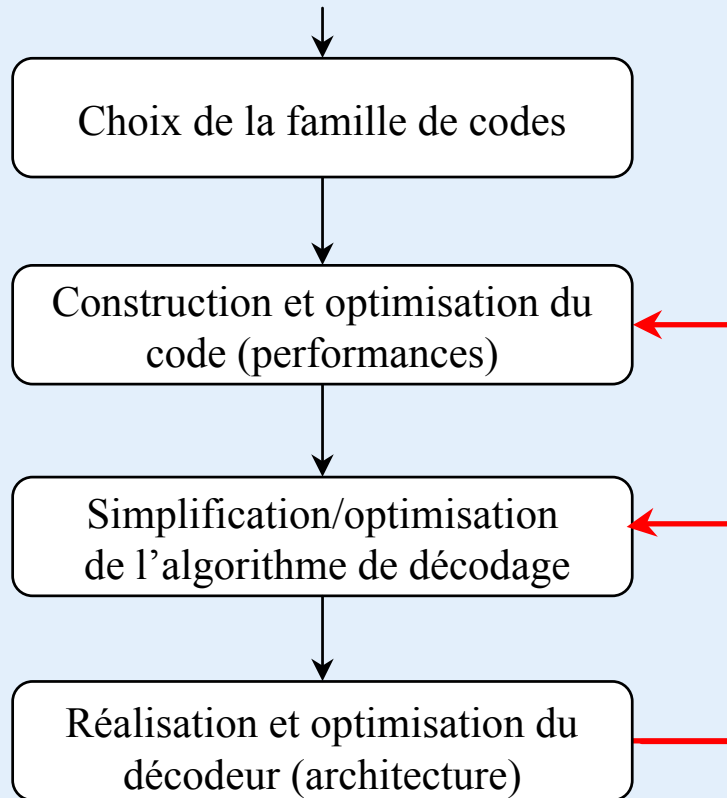 Choix de la famille de codes
Construction et optimisation du
code (performances)
Simplification/optimisation
de l’algorithme de décodage
Réalisation et optimisation du
décodeur (architecture)